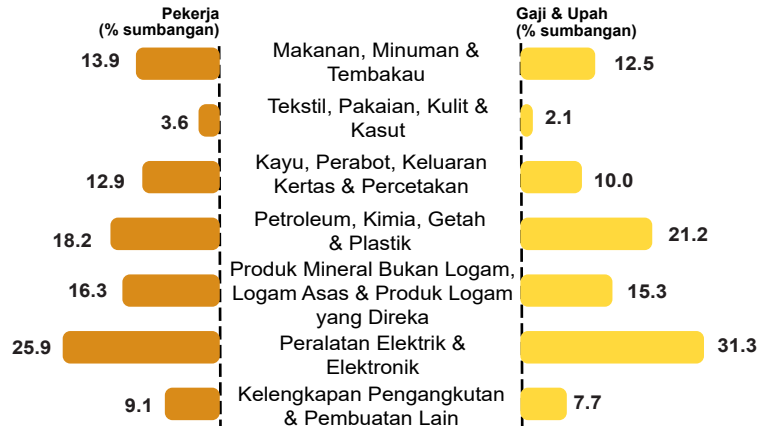 Pekerja
(% sumbangan)
Gaji & Upah
(% sumbangan)
13.9
Makanan, Minuman &
Tembakau
12.5
3.6
Tekstil, Pakaian, Kulit &
Kasut
2.1
12.9
Kayu, Perabot, Keluaran
Kertas & Percetakan
10.0
18.2
Petroleum, Kimia, Getah
& Plastik
21.2
16.3
Produk Mineral Bukan Logam,
Logam Asas & Produk Logam
yang Direka
15.3
25.9
Peralatan Elektrik &
Elektronik
31.3
9.1
Kelengkapan Pengangkutan
& Pembuatan Lain
7.7